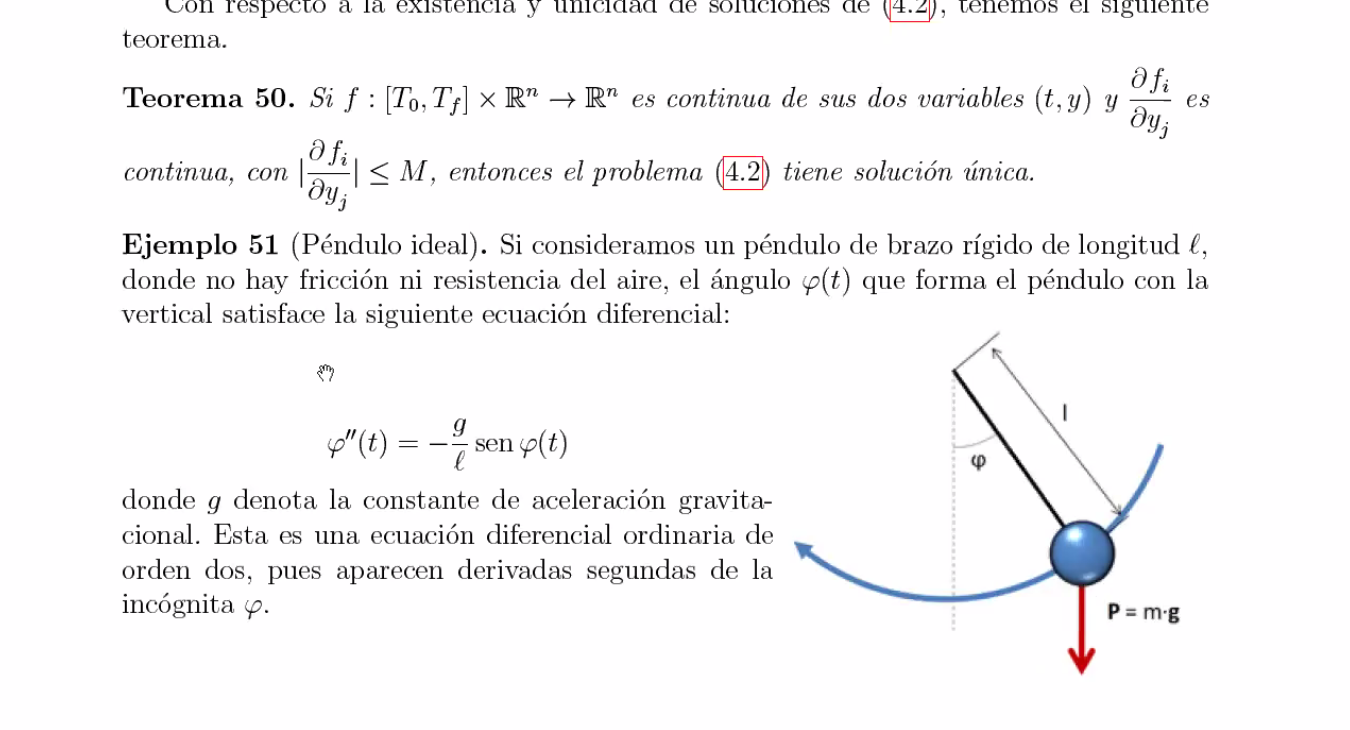 Con respecto a la existencia y unicidad de soluciones de (4.2), tenemos el siguiente
teorema.
Teorema 50. Si f : [T₀, T_f] × ℝⁿ → ℝⁿ es continua de sus dos variables (t, y) y ∂f_i/∂y_j es
continua, con |∂f_i/∂y_j| ≤ M, entonces el problema (4.2) tiene solución única.
Ejemplo 51 (Péndulo ideal). Si consideramos un péndulo de brazo rígido de longitud ℓ,
donde no hay fricción ni resistencia del aire, el ángulo φ(t) que forma el péndulo con la
vertical satisface la siguiente ecuación diferencial:
φ″(t) = −g/ℓ sen φ(t)
donde g denota la constante de aceleración gravita-
cional. Esta es una ecuación diferencial ordinaria de
orden dos, pues aparecen derivadas segundas de la
incógnita φ.
l
φ
P = m·g